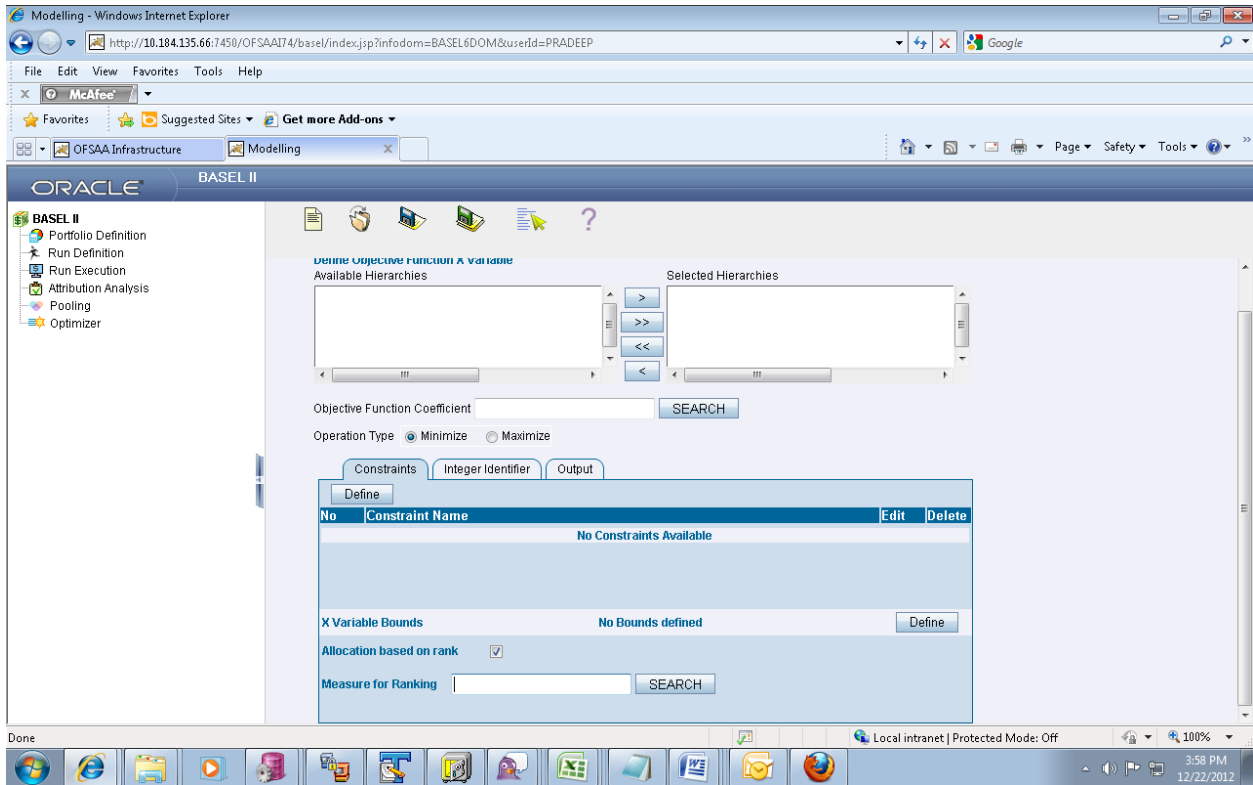 Modelling - Windows Internet Explorer
http://10.184.135.66:7450/OFSAAI74/basel/index.jsp?infodom=BASEL6DOM&userId=PRADEEP
Google
File Edit View Favorites Tools Help
x McAfee
Favorites Suggested Sites Get more Add-ons
OFSAA Infrastructure Modelling Page Safety Tools
ORACLE BASEL II
BASEL II
Portfolio Definition
Run Definition
Run Execution
Attribution Analysis
Pooling
Optimizer
Define Objective Function X Variable
Available Hierarchies Selected Hierarchies
>
>>
<<
<
Objective Function Coefficient SEARCH
Operation Type Minimize Maximize
Constraints Integer Identifier Output
Define
No Constraint Name Edit Delete
No Constraints Available
X Variable Bounds No Bounds defined Define
Allocation based on rank
Measure for Ranking SEARCH
Done Local intranet | Protected Mode: Off 100%
3:58 PM
12/22/2012